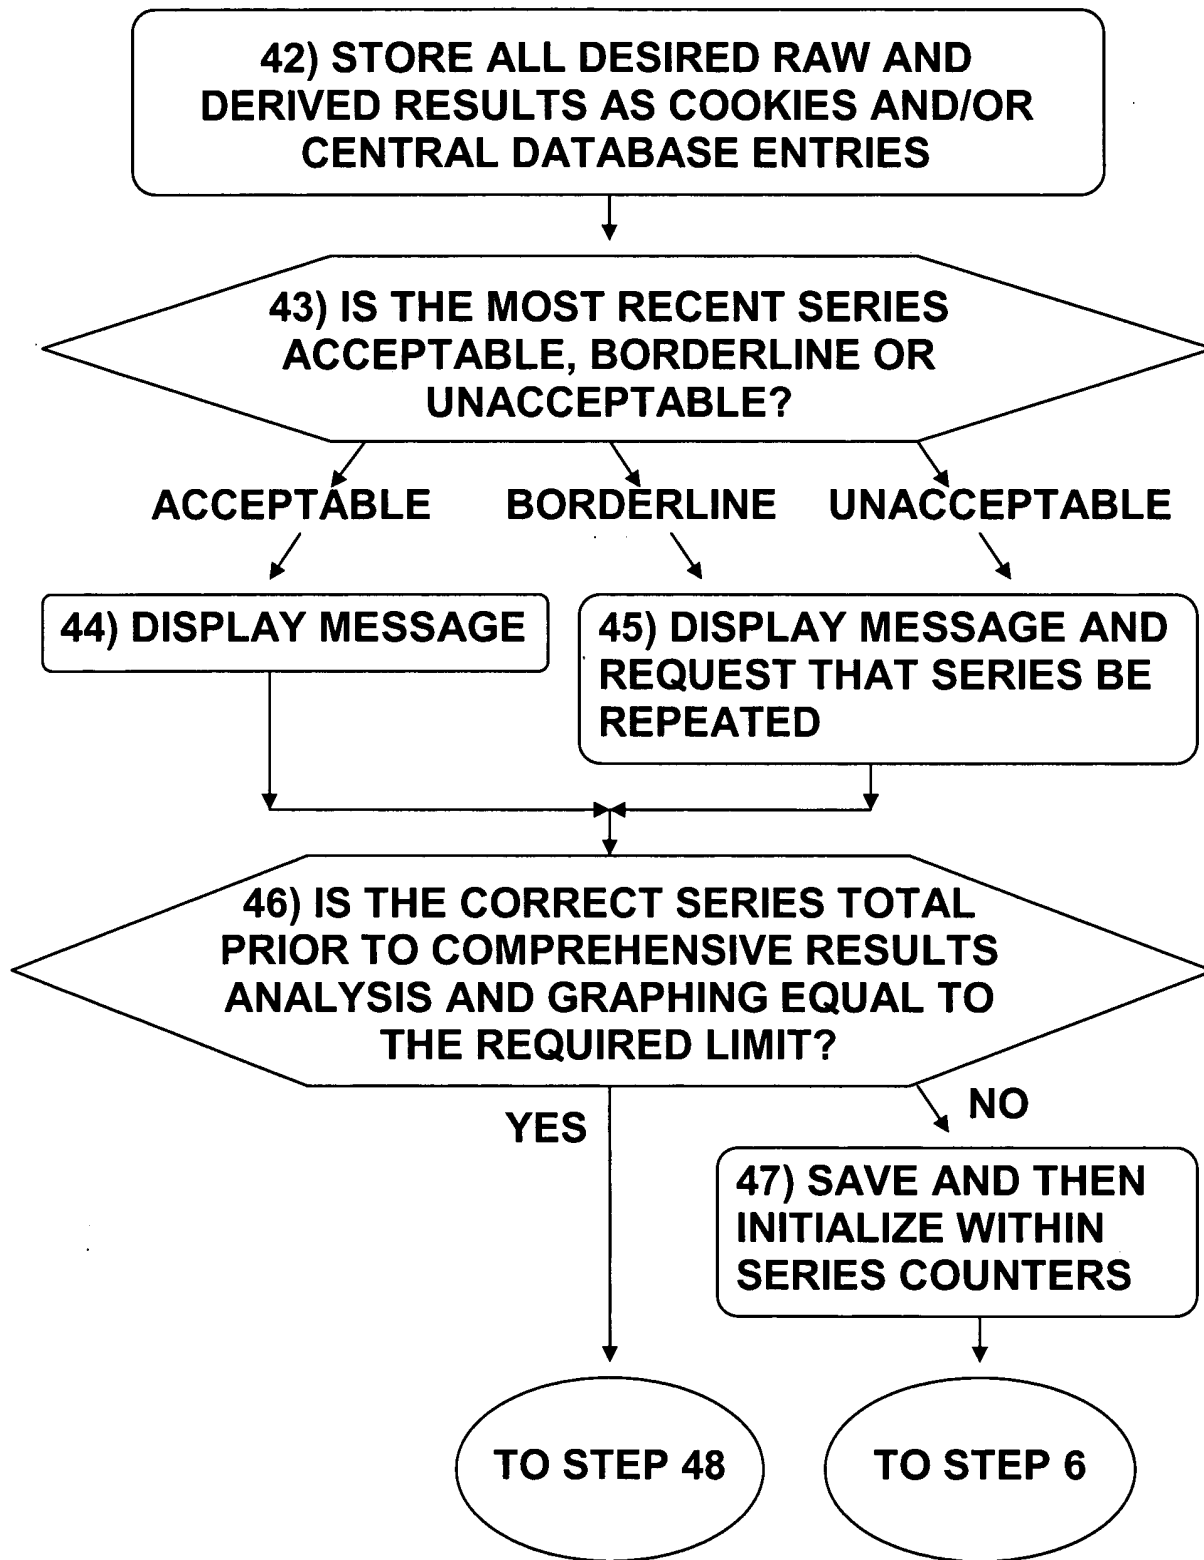 42) STORE ALL DESIRED RAW AND
DERIVED RESULTS AS COOKIES AND/OR
CENTRAL DATABASE ENTRIES
43) IS THE MOST RECENT SERIES
ACCEPTABLE, BORDERLINE OR
UNACCEPTABLE?
ACCEPTABLE
BORDERLINE
UNACCEPTABLE
44) DISPLAY MESSAGE
45) DISPLAY MESSAGE AND
REQUEST THAT SERIES BE
REPEATED
46) IS THE CORRECT SERIES TOTAL
PRIOR TO COMPREHENSIVE RESULTS
ANALYSIS AND GRAPHING EQUAL TO
THE REQUIRED LIMIT?
YES
NO
47) SAVE AND THEN
INITIALIZE WITHIN
SERIES COUNTERS
TO STEP 48
TO STEP 6